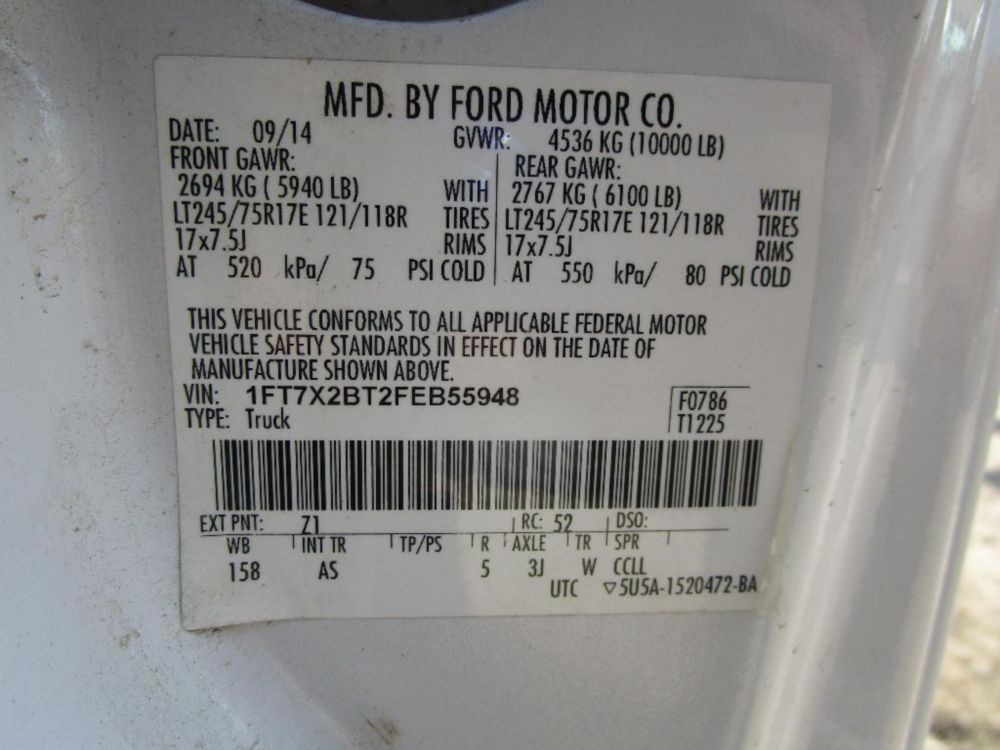 MFD. BY FORD MOTOR CO.
DATE: 09/14 GVWR: 4536 KG (10000 LB)
FRONT GAWR: REAR GAWR:
2694 KG ( 5940 LB) WITH 2767 KG ( 6100 LB) WITH
LT245/75R17E 121/118R TIRES LT245/75R17E 121/118R TIRES
17x7.5J RIMS 17x7.5J RIMS
AT 520 kPa/ 75 PSI COLD AT 550 kPa/ 80 PSI COLD
THIS VEHICLE CONFORMS TO ALL APPLICABLE FEDERAL MOTOR
VEHICLE SAFETY STANDARDS IN EFFECT ON THE DATE OF
MANUFACTURE SHOWN ABOVE.
VIN: 1FT7X2BT2FEB55948 F0786
TYPE: Truck T1225
EXT PNT: Z1 RC: 52 DSO:
WB INT TR TP/PS R AXLE TR SPR
158 AS 5 3J W CCLL
UTC ▽5U5A-1520472-BA